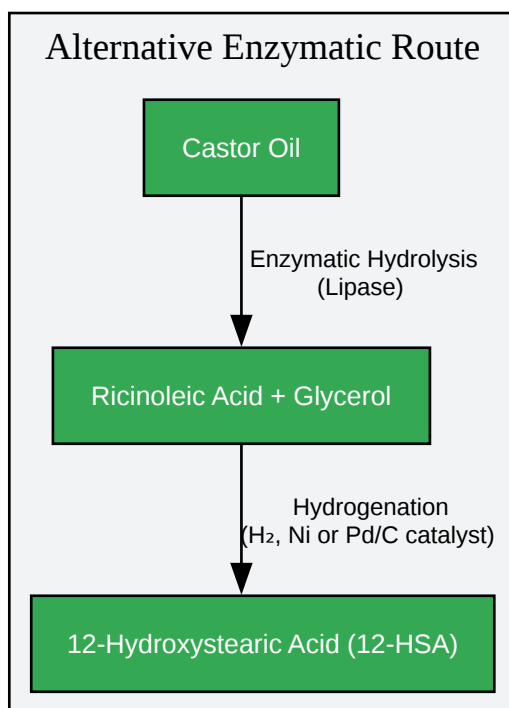 Alternative Enzymatic Route
Castor Oil
Enzymatic Hydrolysis
(Lipase)
Ricinoleic Acid + Glycerol
Hydrogenation
(H₂, Ni or Pd/C catalyst)
12-Hydroxystearic Acid (12-HSA)